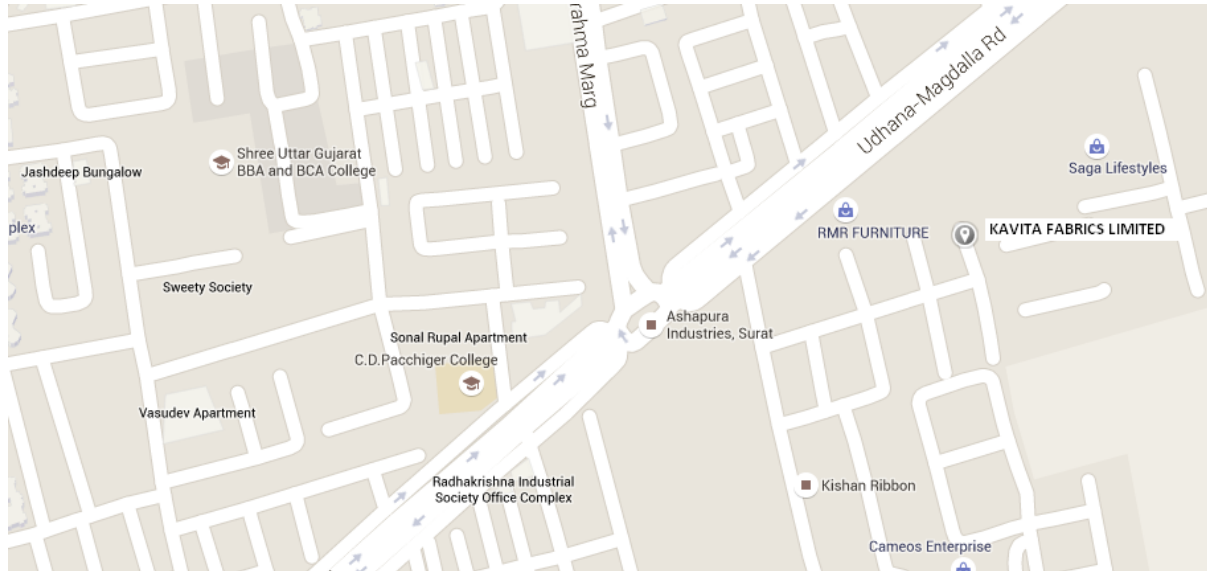 rahma Marg
Udhana-Magdalla Rd
Shree Uttar Gujarat
BBA and BCA College
Jashdeep Bungalow
Saga Lifestyles
plex
RMR FURNITURE
KAVITA FABRICS LIMITED
Sweety Society
Ashapura
Industries, Surat
Sonal Rupal Apartment
C.D.Pacchiger College
Vasudev Apartment
Radhakrishna Industrial
Society Office Complex
Kishan Ribbon
Cameos Enterprise